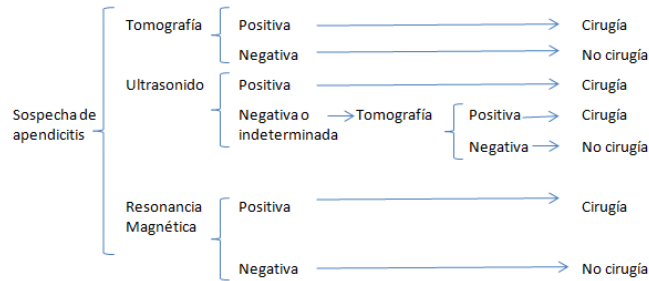 Tomografía
Positiva
Cirugía
Negativa
No cirugía
Ultrasonido
Positiva
Cirugía
Sospecha de
apendicitis
Negativa o
indeterminada
Tomografía
Positiva
Cirugía
Negativa
No cirugía
Resonancia
Magnética
Positiva
Cirugía
Negativa
No cirugía